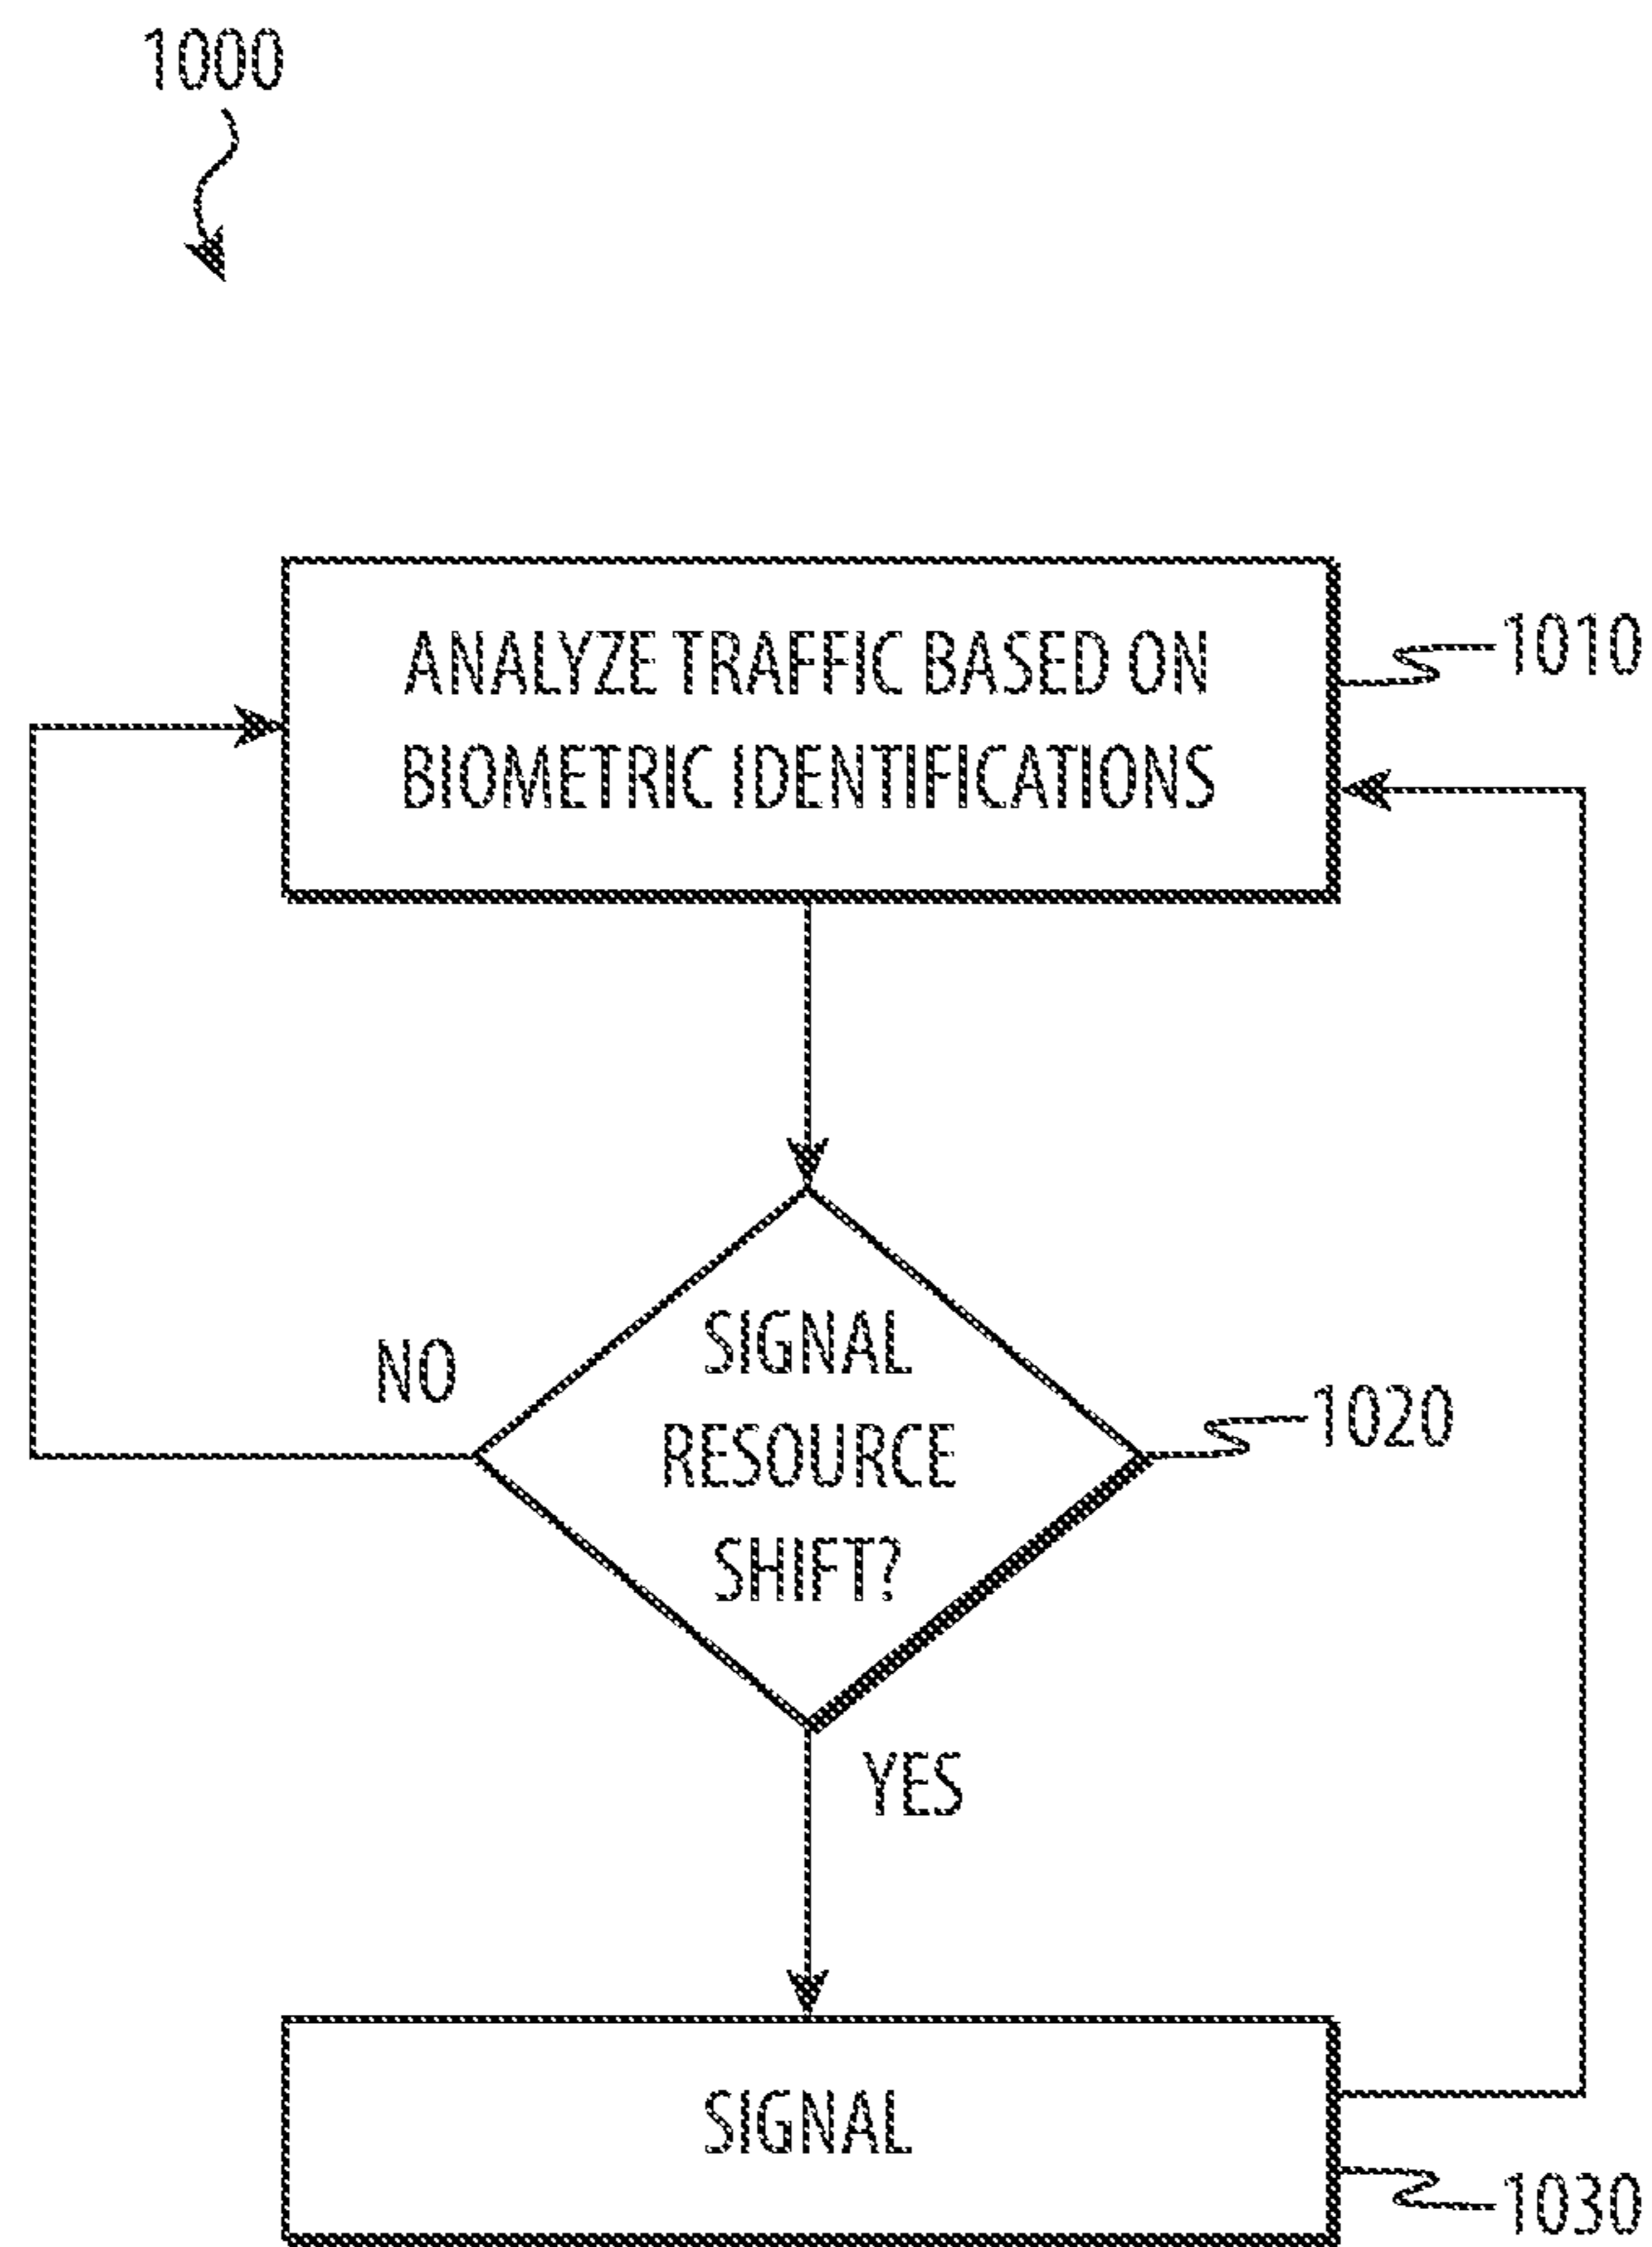 1000
ANALYZE TRAFFIC BASED ON
BIOMETRIC IDENTIFICATIONS
1010
SIGNAL
RESOURCE
SHIFT?
NO
1020
YES
SIGNAL
1030